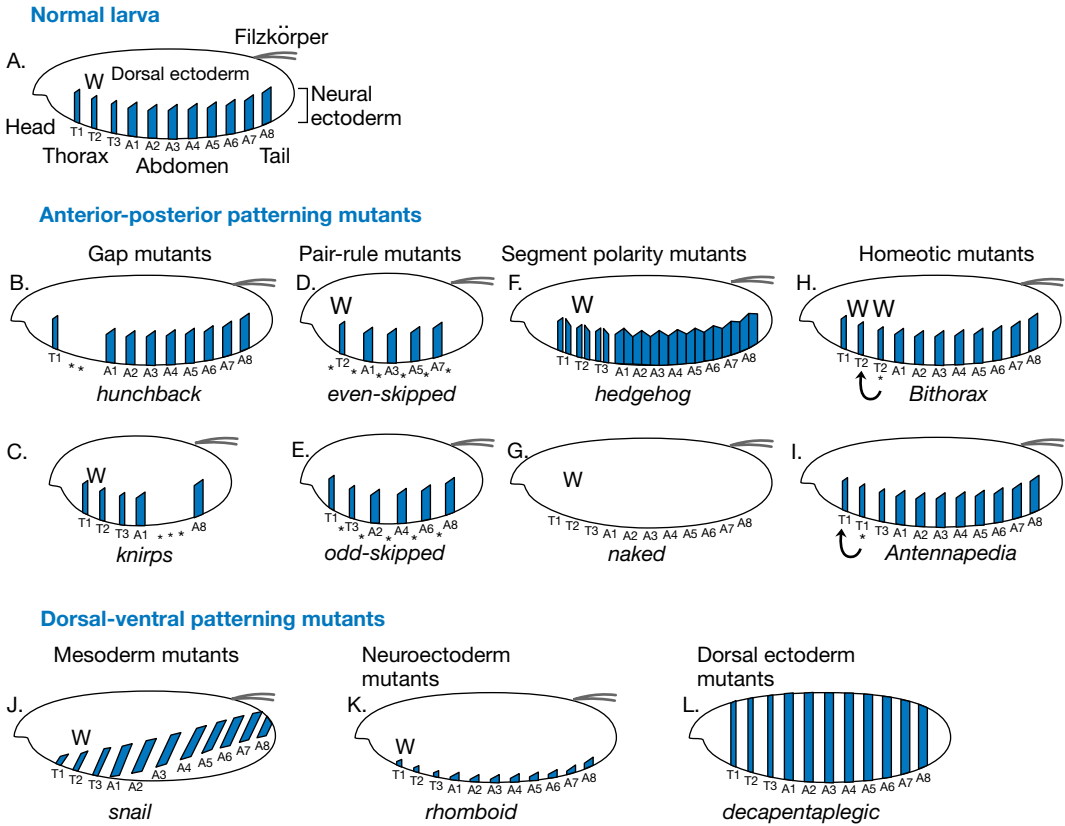 Normal larva
Filzkörper
A.
W
Dorsal ectoderm
Neural
ectoderm
Head
T1 T2 T3 A1 A2 A3 A4 A5 A6 A7 A8
Thorax
Abdomen
Tail
Anterior-posterior patterning mutants
Gap mutants
Pair-rule mutants
Segment polarity mutants
Homeotic mutants
B.
T1 * * A1 A2 A3 A4 A5 A6 A7 A8
hunchback
D.
W
* T2 * A1 * A3 * A5 * A7 *
even-skipped
F.
W
T1 T2 T3 A1 A2 A3 A4 A5 A6 A7 A8
hedgehog
H.
W W
T1 T2 T2 A1 A2 A3 A4 A5 A6 A7 A8
*
Bithorax
C.
W
T1 T2 T3 A1 * * * A8
knirps
E.
T1 * T3 * A2 * A4 * A6 * A8
odd-skipped
G.
W
T1 T2 T3 A1 A2 A3 A4 A5 A6 A7 A8
naked
I.
T1 T1 T3 A1 A2 A3 A4 A5 A6 A7 A8
*
Antennapedia
Dorsal-ventral patterning mutants
Mesoderm mutants
Neuroectoderm
mutants
Dorsal ectoderm
mutants
J.
W
T1 T2 T3 A1 A2 A3 A4 A5 A6 A7 A8
snail
K.
W
T1 T2 T3 A1 A2 A3 A4 A5 A6 A7 A8
rhomboid
L.
T1 T2 T3 A1 A2 A3 A4 A5 A6 A7 A8
decapentaplegic